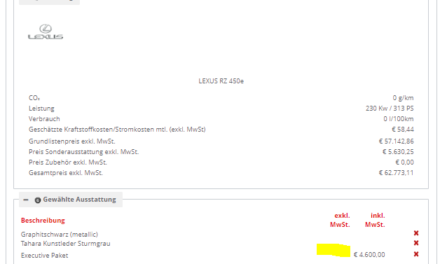 LEXUS
LEXUS RZ 450e
CO₂ 0 g/km
Leistung 230 Kw / 313 PS
Verbrauch 0 l/100km
Geschätzte Kraftstoffkosten/Stromkosten mtl. (exkl. MwSt) € 58,44
Grundlistenpreis exkl. MwSt. € 57.142,86
Preis Sonderausstattung exkl. MwSt. € 5.630,25
Preis Zubehör exkl. MwSt. € 0,00
Gesamtpreis exkl. MwSt. € 62.773,11
Gewählte Ausstattung
Beschreibung exkl. MwSt. inkl. MwSt.
Graphitschwarz (metallic)
Tahara Kunstleder Sturmgrau
Executive Paket € 4.600,00